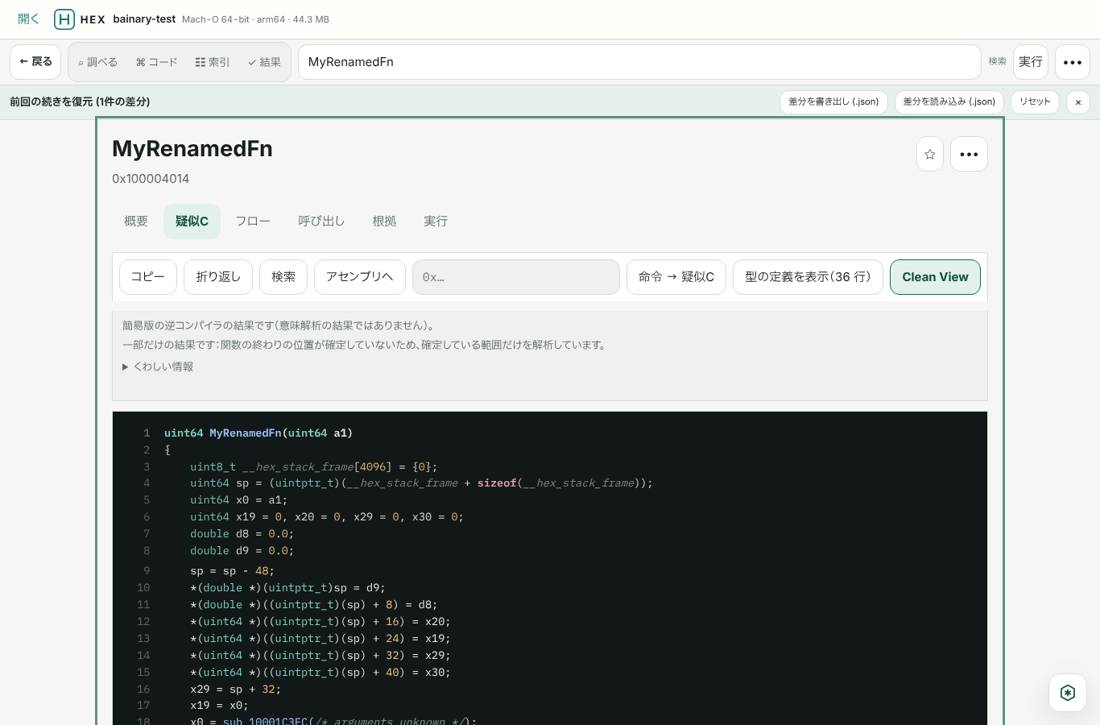 開く HEX bainary-test Mach-O 64-bit · arm64 · 44.3 MB
← 戻る 調べる ⌘ コード 索引 ✓ 結果 MyRenamedFn 検索 実行 •••
前回の続きを復元 (1件の差分) 差分を書き出し (.json) 差分を読み込み (.json) リセット ×
MyRenamedFn ☆ •••
0x100004014
概要 疑似C フロー 呼び出し 根拠 実行
コピー 折り返し 検索 アセンブリへ 0x… 命令 → 疑似C 型の定義を表示(36 行) Clean View
簡易版の逆コンパイラの結果です(意味解析の結果ではありません)。
一部だけの結果です:関数の終わりの位置が確定していないため、確定している範囲だけを解析しています。
▶ くわしい情報
1 uint64 MyRenamedFn(uint64 a1)
2 {
3 uint8_t __hex_stack_frame[4096] = {0};
4 uint64 sp = (uintptr_t)(__hex_stack_frame + sizeof(__hex_stack_frame));
5 uint64 x0 = a1;
6 uint64 x19 = 0, x20 = 0, x29 = 0, x30 = 0;
7 double d8 = 0.0;
8 double d9 = 0.0;
9 sp = sp - 48;
10 *(double *)(uintptr_t)sp = d9;
11 *(double *)((uintptr_t)(sp) + 8) = d8;
12 *(uint64 *)((uintptr_t)(sp) + 16) = x20;
13 *(uint64 *)((uintptr_t)(sp) + 24) = x19;
14 *(uint64 *)((uintptr_t)(sp) + 32) = x29;
15 *(uint64 *)((uintptr_t)(sp) + 40) = x30;
16 x29 = sp + 32;
17 x19 = x0;
18 x0 = sub_10001C3EC(/* arguments unknown */);